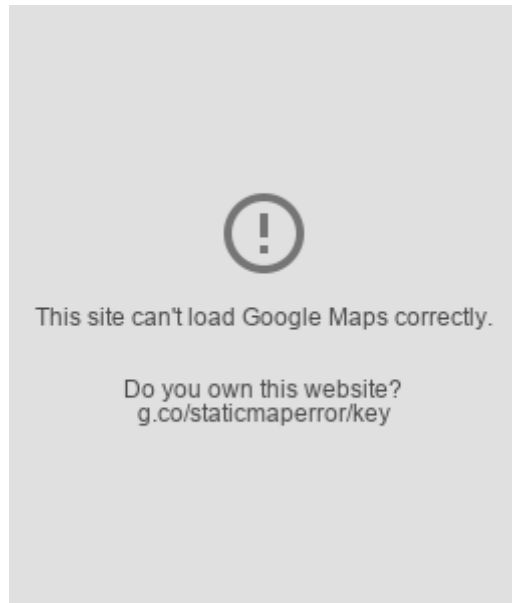 This site can't load Google Maps correctly.
Do you own this website?
g.co/staticmaperror/key